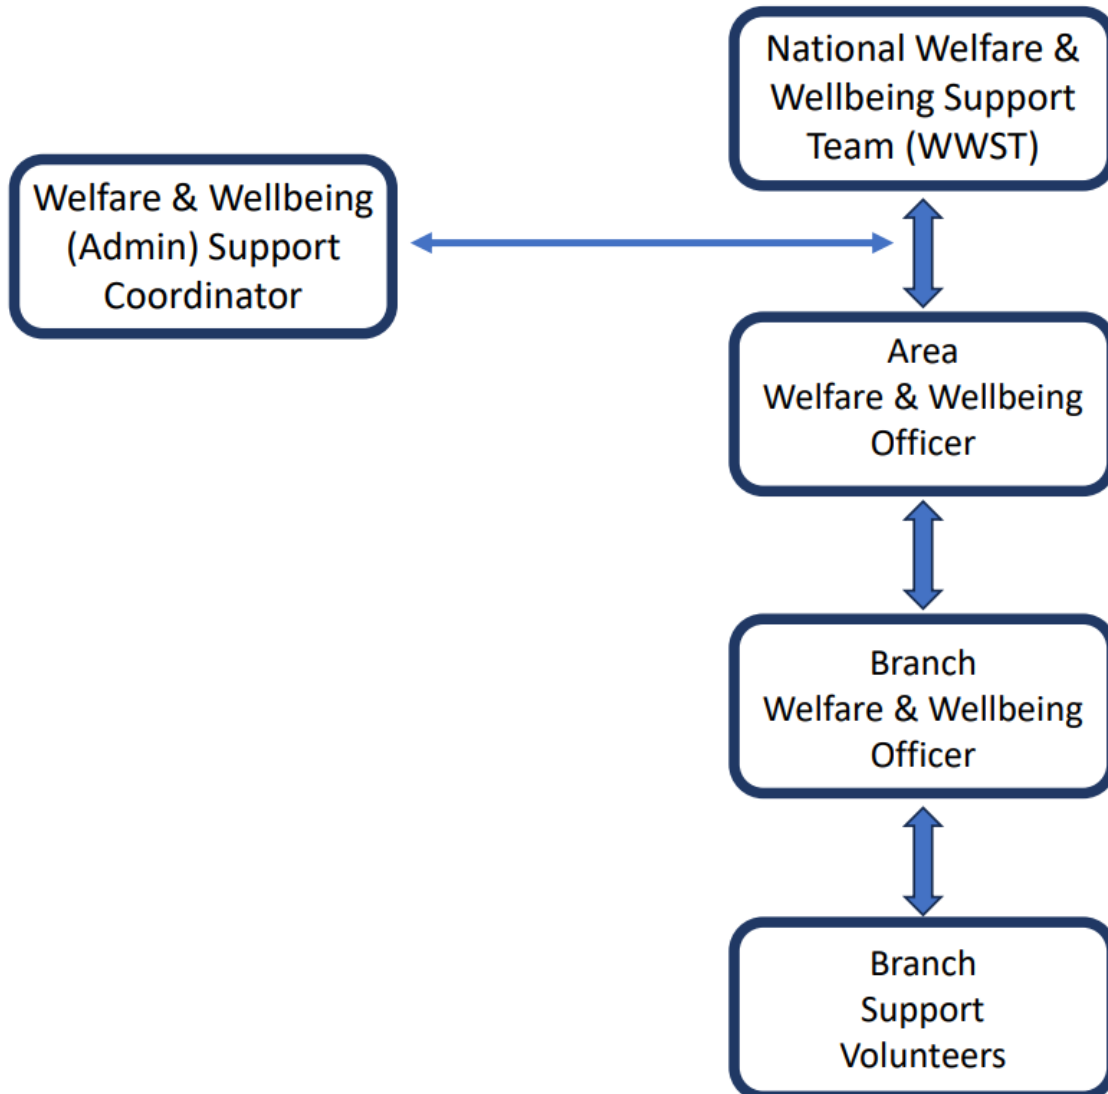 National Welfare &
Wellbeing Support
Team (WWST)
Welfare & Wellbeing
(Admin) Support
Coordinator
Area
Welfare & Wellbeing
Officer
Branch
Welfare & Wellbeing
Officer
Branch
Support
Volunteers